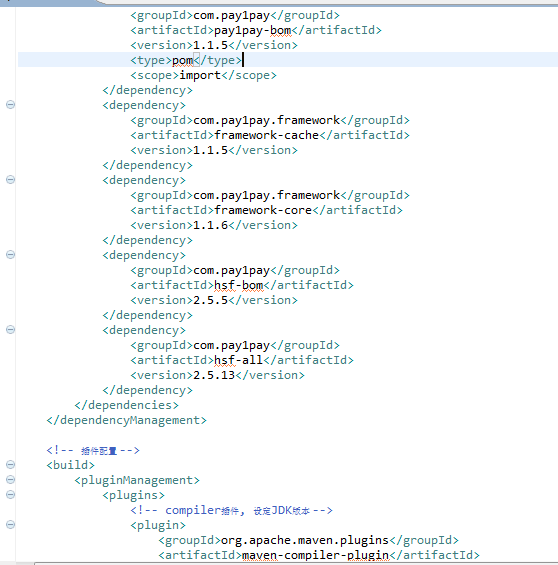 <groupId>com.pay1pay</groupId>
<artifactId>pay1pay-bom</artifactId>
<version>1.1.5</version>
<type>pom</type>
<scope>import</scope>
</dependency>
<dependency>
<groupId>com.pay1pay.framework</groupId>
<artifactId>framework-cache</artifactId>
<version>1.1.5</version>
</dependency>
<dependency>
<groupId>com.pay1pay.framework</groupId>
<artifactId>framework-core</artifactId>
<version>1.1.6</version>
</dependency>
<dependency>
<groupId>com.pay1pay</groupId>
<artifactId>hsf-bom</artifactId>
<version>2.5.5</version>
</dependency>
<dependency>
<groupId>com.pay1pay</groupId>
<artifactId>hsf-all</artifactId>
<version>2.5.13</version>
</dependency>
</dependencies>
</dependencyManagement>
<!-- 插件配置 -->
<build>
<pluginManagement>
<plugins>
<!-- compiler插件, 设定JDK版本 -->
<plugin>
<groupId>org.apache.maven.plugins</groupId>
<artifactId>maven-compiler-plugin</artifactId>